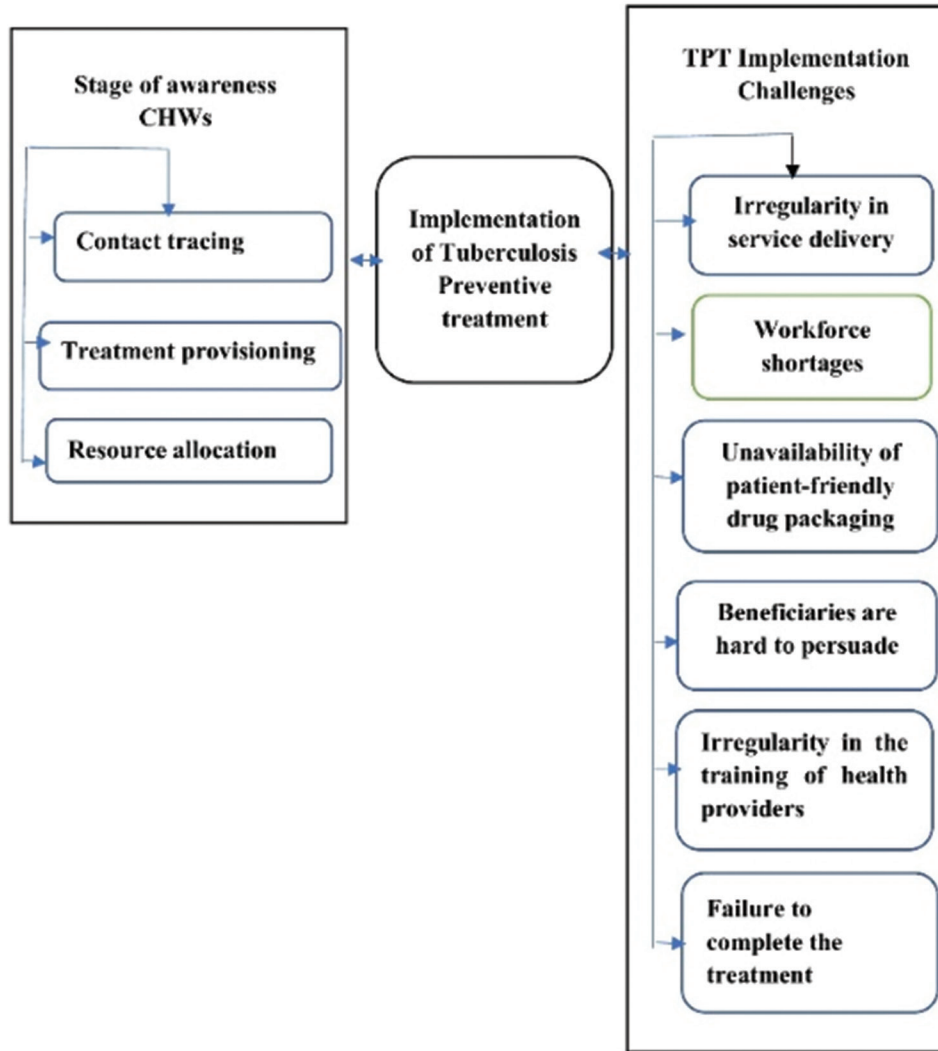 Stage of awareness
CHWs
Contact tracing
Treatment provisioning
Resource allocation
Implementation
of Tuberculosis
Preventive
treatment
TPT Implementation
Challenges
Irregularity in
service delivery
Workforce
shortages
Unavailability of
patient-friendly
drug packaging
Beneficiaries are
hard to persuade
Irregularity in the
training of health
providers
Failure to
complete the
treatment